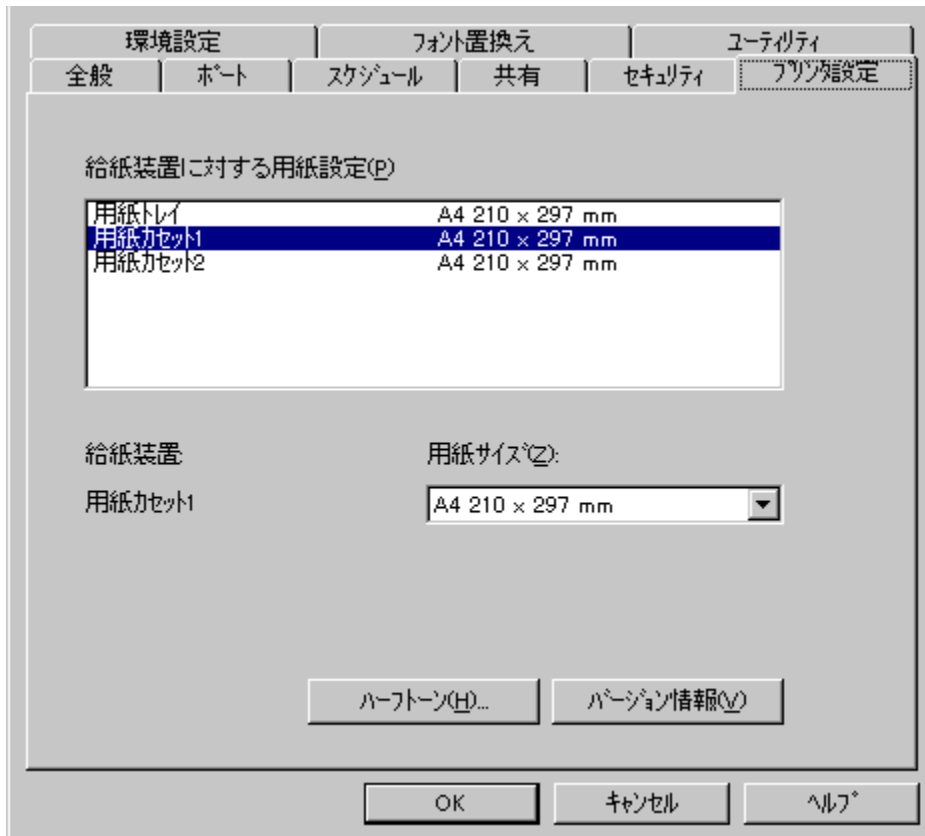 環境設定 フォント置換え ユーティリティ
全般 ポート スケジュール 共有 セキュリティ プリンタ設定
給紙装置に対する用紙設定(P)
用紙トレイ A4 210 × 297 mm
用紙カセット1 A4 210 × 297 mm
用紙カセット2 A4 210 × 297 mm
給紙装置: 用紙サイズ(Z):
用紙カセット1 A4 210 × 297 mm
ハーフトーン(H)... バージョン情報(V)
OK キャンセル ヘルプ